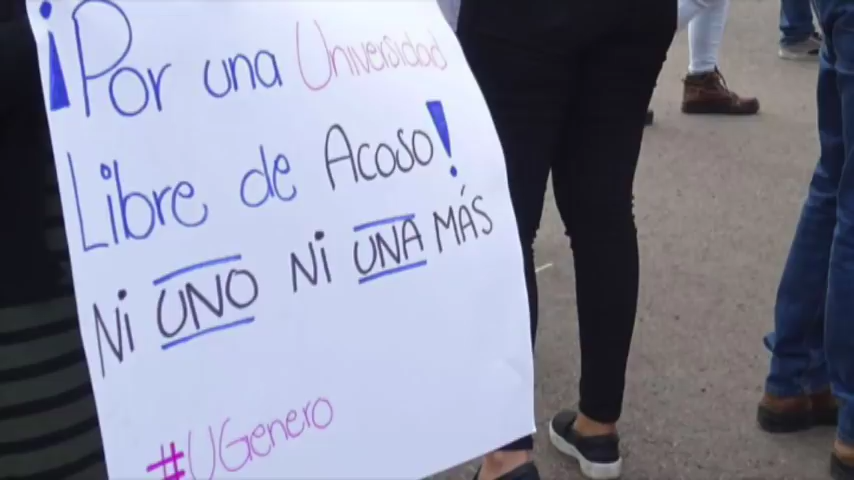 ¡Por una Universidad
Libre de Acoso!
Ni UNO Ni UNA MÁS
#UGenero